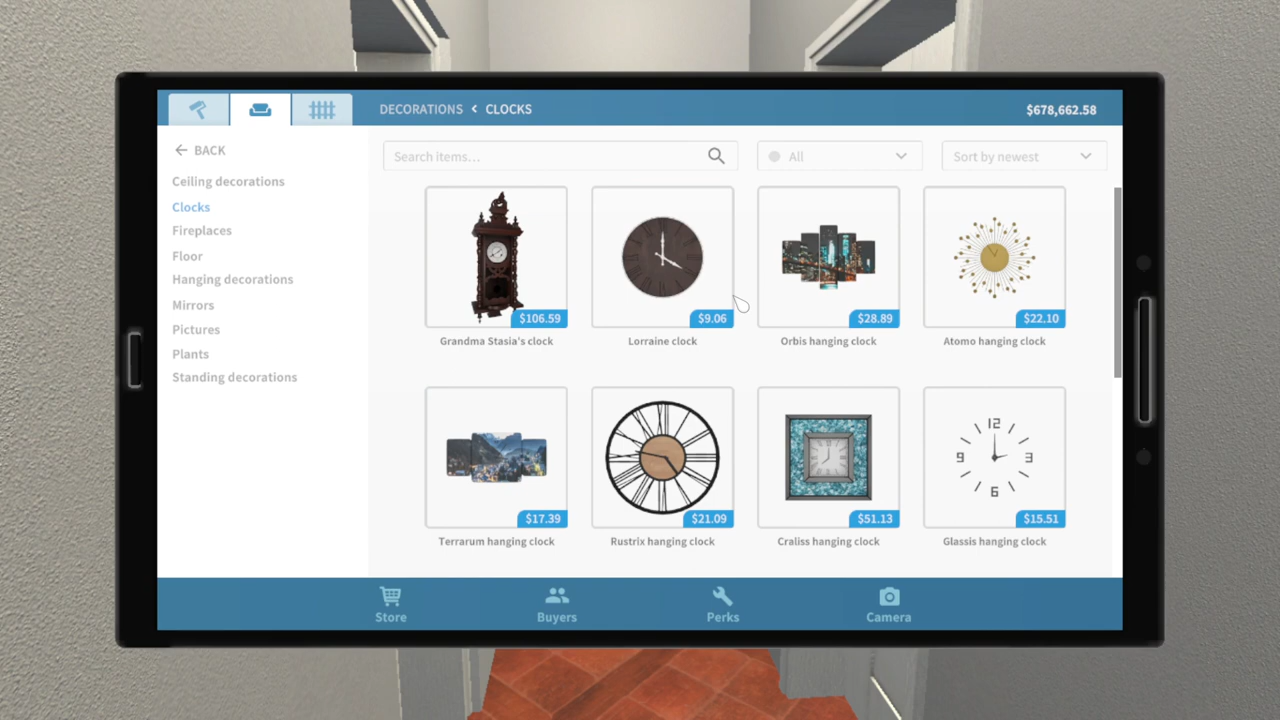 DECORATIONS < CLOCKS
$678,662.58
BACK
Ceiling decorations
Clocks
Fireplaces
Floor
Hanging decorations
Mirrors
Pictures
Plants
Standing decorations
Search items...
All
Sort by newest
$106.59
$9.06
$28.89
$22.10
Grandma Stasia's clock
Lorraine clock
Orbis hanging clock
Atomo hanging clock
12
9
3
6
$17.39
$21.09
$51.13
$15.51
Terrarum hanging clock
Rustrix hanging clock
Craliss hanging clock
Glassis hanging clock
Store
Buyers
Perks
Camera